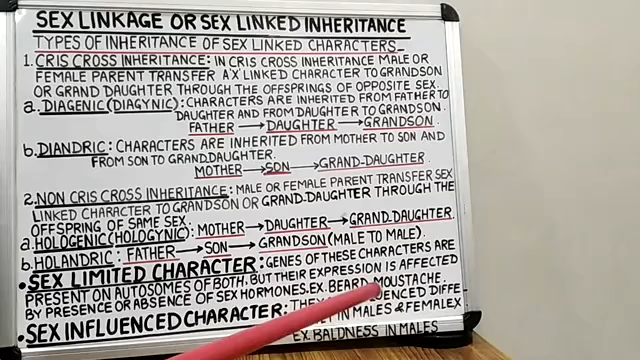 SEX LINKAGE OR SEX LINKED INHERITANCE
TYPES OF INHERITANCE OF SEX LINKED CHARACTERS_
1. CRIS CROSS INHERITANCE: IN CRIS CROSS INHERITANCE MALE OR
FEMALE PARENT TRANSFER A'X' LINKED CHARACTER TO GRANDSON
OR GRAND DAUGHTER THROUGH THE OFFSPRINGS OF OPPOSITE SEX.
a. DIAGENIC (DIAGYNIC): CHARACTERS ARE INHERITED FROM FATHER TO
DAUGHTER AND FROM DAUGHTER TO GRANDSON.
FATHER → DAUGHTER → GRANDSON
b. DIANDRIC: CHARACTERS ARE INHERITED FROM MOTHER TO SON AND
FROM SON TO GRANDDAUGHTER.
MOTHER → SON → GRAND-DAUGHTER
2. NON CRIS CROSS INHERITANCE: MALE OR FEMALE PARENT TRANSFER SEX
LINKED CHARACTER TO GRANDSON OR GRAND-DAUGHTER THROUGH THE
OFFSPRING OF SAME SEX.
a. HOLOGENIC (HOLOGYNIC): MOTHER → DAUGHTER → GRAND.DAUGHTER
b. HOLANDRIC: FATHER → SON → GRANDSON (MALE TO MALE).
• SEX LIMITED CHARACTER: GENES OF THESE CHARACTERS ARE
PRESENT ON AUTOSOMES OF BOTH, BUT THEIR EXPRESSION IS AFFECTED
BY PRESENCE OR ABSENCE OF SEX HORMONES. EX. BEARD, MOUSTACHE.
• SEX INFLUENCED CHARACTER: DIFFE
IN MALES & FEMALEX
EX BALDNESS IN MALES